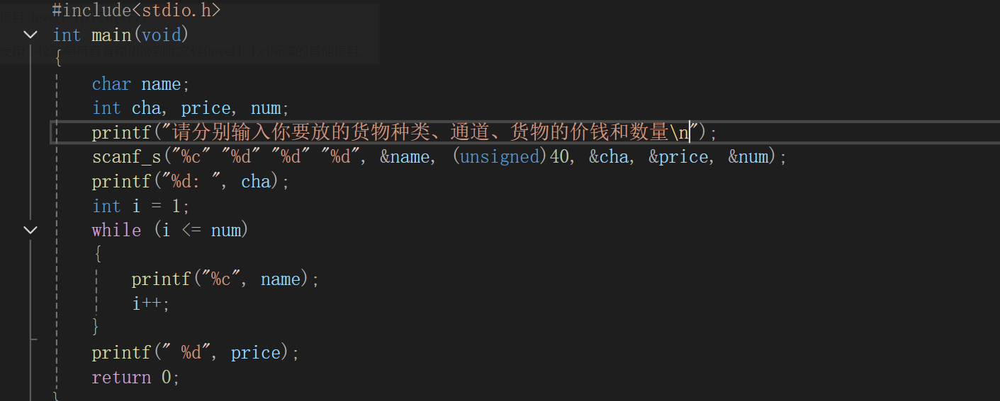 #include<stdio.h>
int main(void)
{
char name;
int cha, price, num;
printf("请分别输入你要放的货物种类、通道、货物的价钱和数量\n");
scanf_s("%c" "%d" "%d" "%d", &name, (unsigned)40, &cha, &price, &num);
printf("%d: ", cha);
int i = 1;
while (i <= num)
{
printf("%c", name);
i++;
}
printf(" %d", price);
return 0;
}